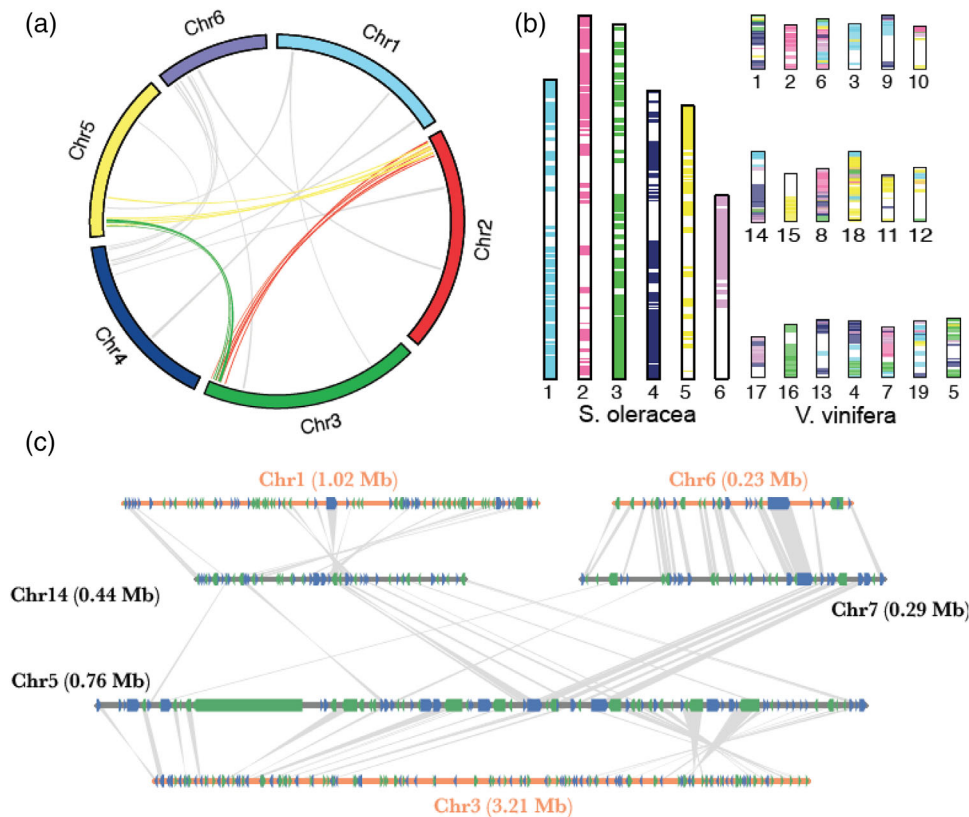 (a)
Chr6
Chr1
Chr5
Chr2
Chr4
Chr3
(b)
1 2 6 3 9 10
14 15 8 18 11 12
17 16 13 4 7 19 5
1 2 3 4 5 6
S. oleracea V. vinifera
(c)
Chr1 (1.02 Mb) Chr6 (0.23 Mb)
Chr14 (0.44 Mb) Chr7 (0.29 Mb)
Chr5 (0.76 Mb)
Chr3 (3.21 Mb)